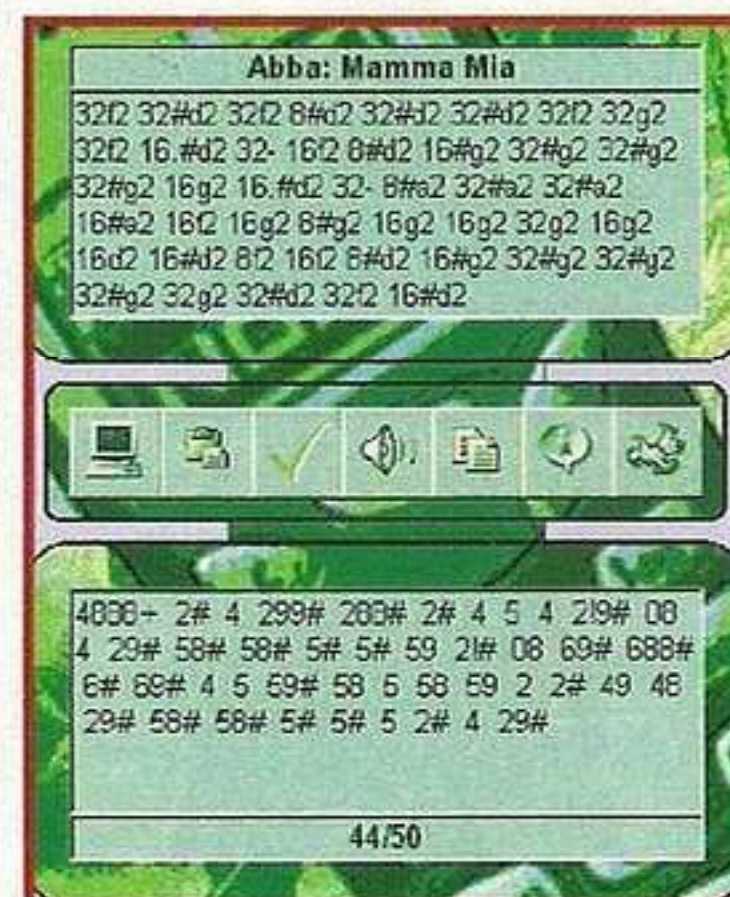 Abba: Mamma Mia
32f2 32#d2 32f2 8#d2 32#d2 32#d2 32f2 32g2
32f2 16.#d2 32- 16f2 8#d2 16#g2 32#g2 32#g2
32#g2 16g2 16.#d2 32- 8#a2 32#a2 32#a2
16#a2 16f2 16g2 8#g2 16g2 16g2 32g2 16g2
16d2 16#d2 8f2 16f2 8#d2 16#g2 32#g2 32#g2
32#g2 32g2 32#d2 32f2 16#d2
2# 4 299# 288# 2# 4 5 4 08
4 29# 58# 58# 5# 5# 59 08 69# 688#
6# 69# 4 5 59# 58 5 58 59 2 2# 49 48
29# 58# 58# 5# 5# 5 2# 4 29#
44/50